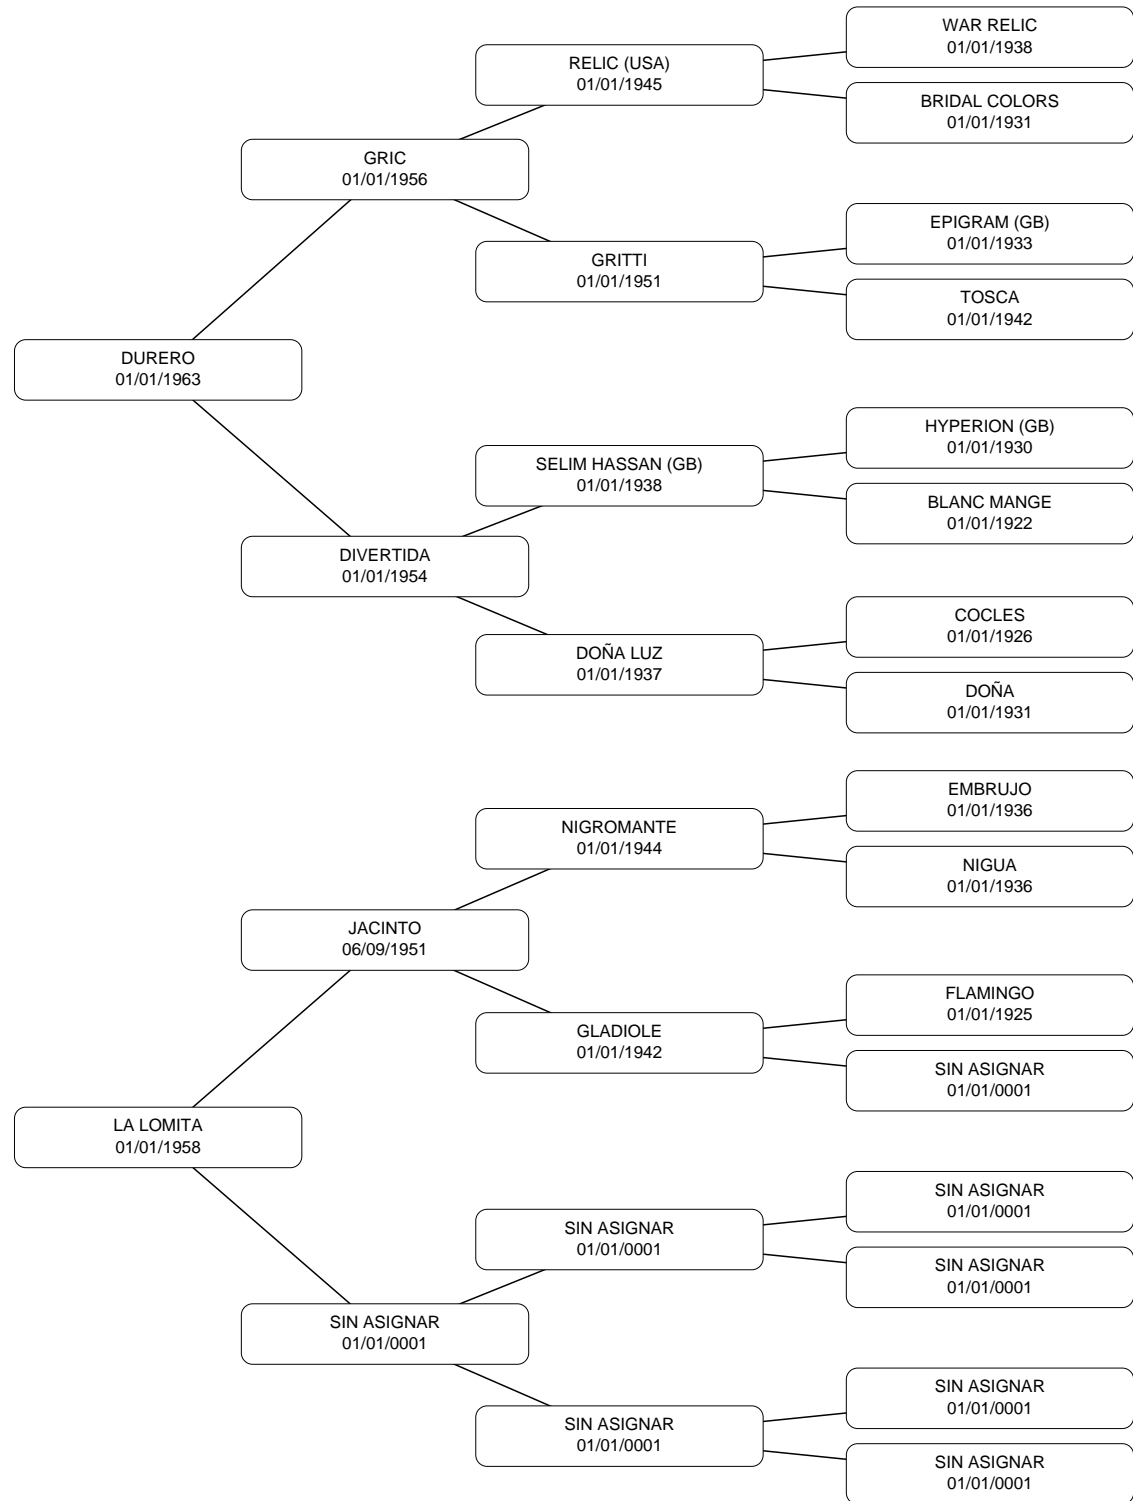 WAR RELIC
01/01/1938
RELIC (USA)
01/01/1945
BRIDAL COLORS
01/01/1931
GRIC
01/01/1956
EPIGRAM (GB)
01/01/1933
GRITTI
01/01/1951
TOSCA
01/01/1942
DURERO
01/01/1963
HYPERION (GB)
01/01/1930
SELIM HASSAN (GB)
01/01/1938
BLANC MANGE
01/01/1922
DIVERTIDA
01/01/1954
COCLES
01/01/1926
DOÑA LUZ
01/01/1937
DOÑA
01/01/1931
EMBRUJO
01/01/1936
NIGROMANTE
01/01/1944
NIGUA
01/01/1936
JACINTO
06/09/1951
FLAMINGO
01/01/1925
GLADIOLE
01/01/1942
SIN ASIGNAR
01/01/0001
LA LOMITA
01/01/1958
SIN ASIGNAR
01/01/0001
SIN ASIGNAR
01/01/0001
SIN ASIGNAR
01/01/0001
SIN ASIGNAR
01/01/0001
SIN ASIGNAR
01/01/0001
SIN ASIGNAR
01/01/0001
SIN ASIGNAR
01/01/0001